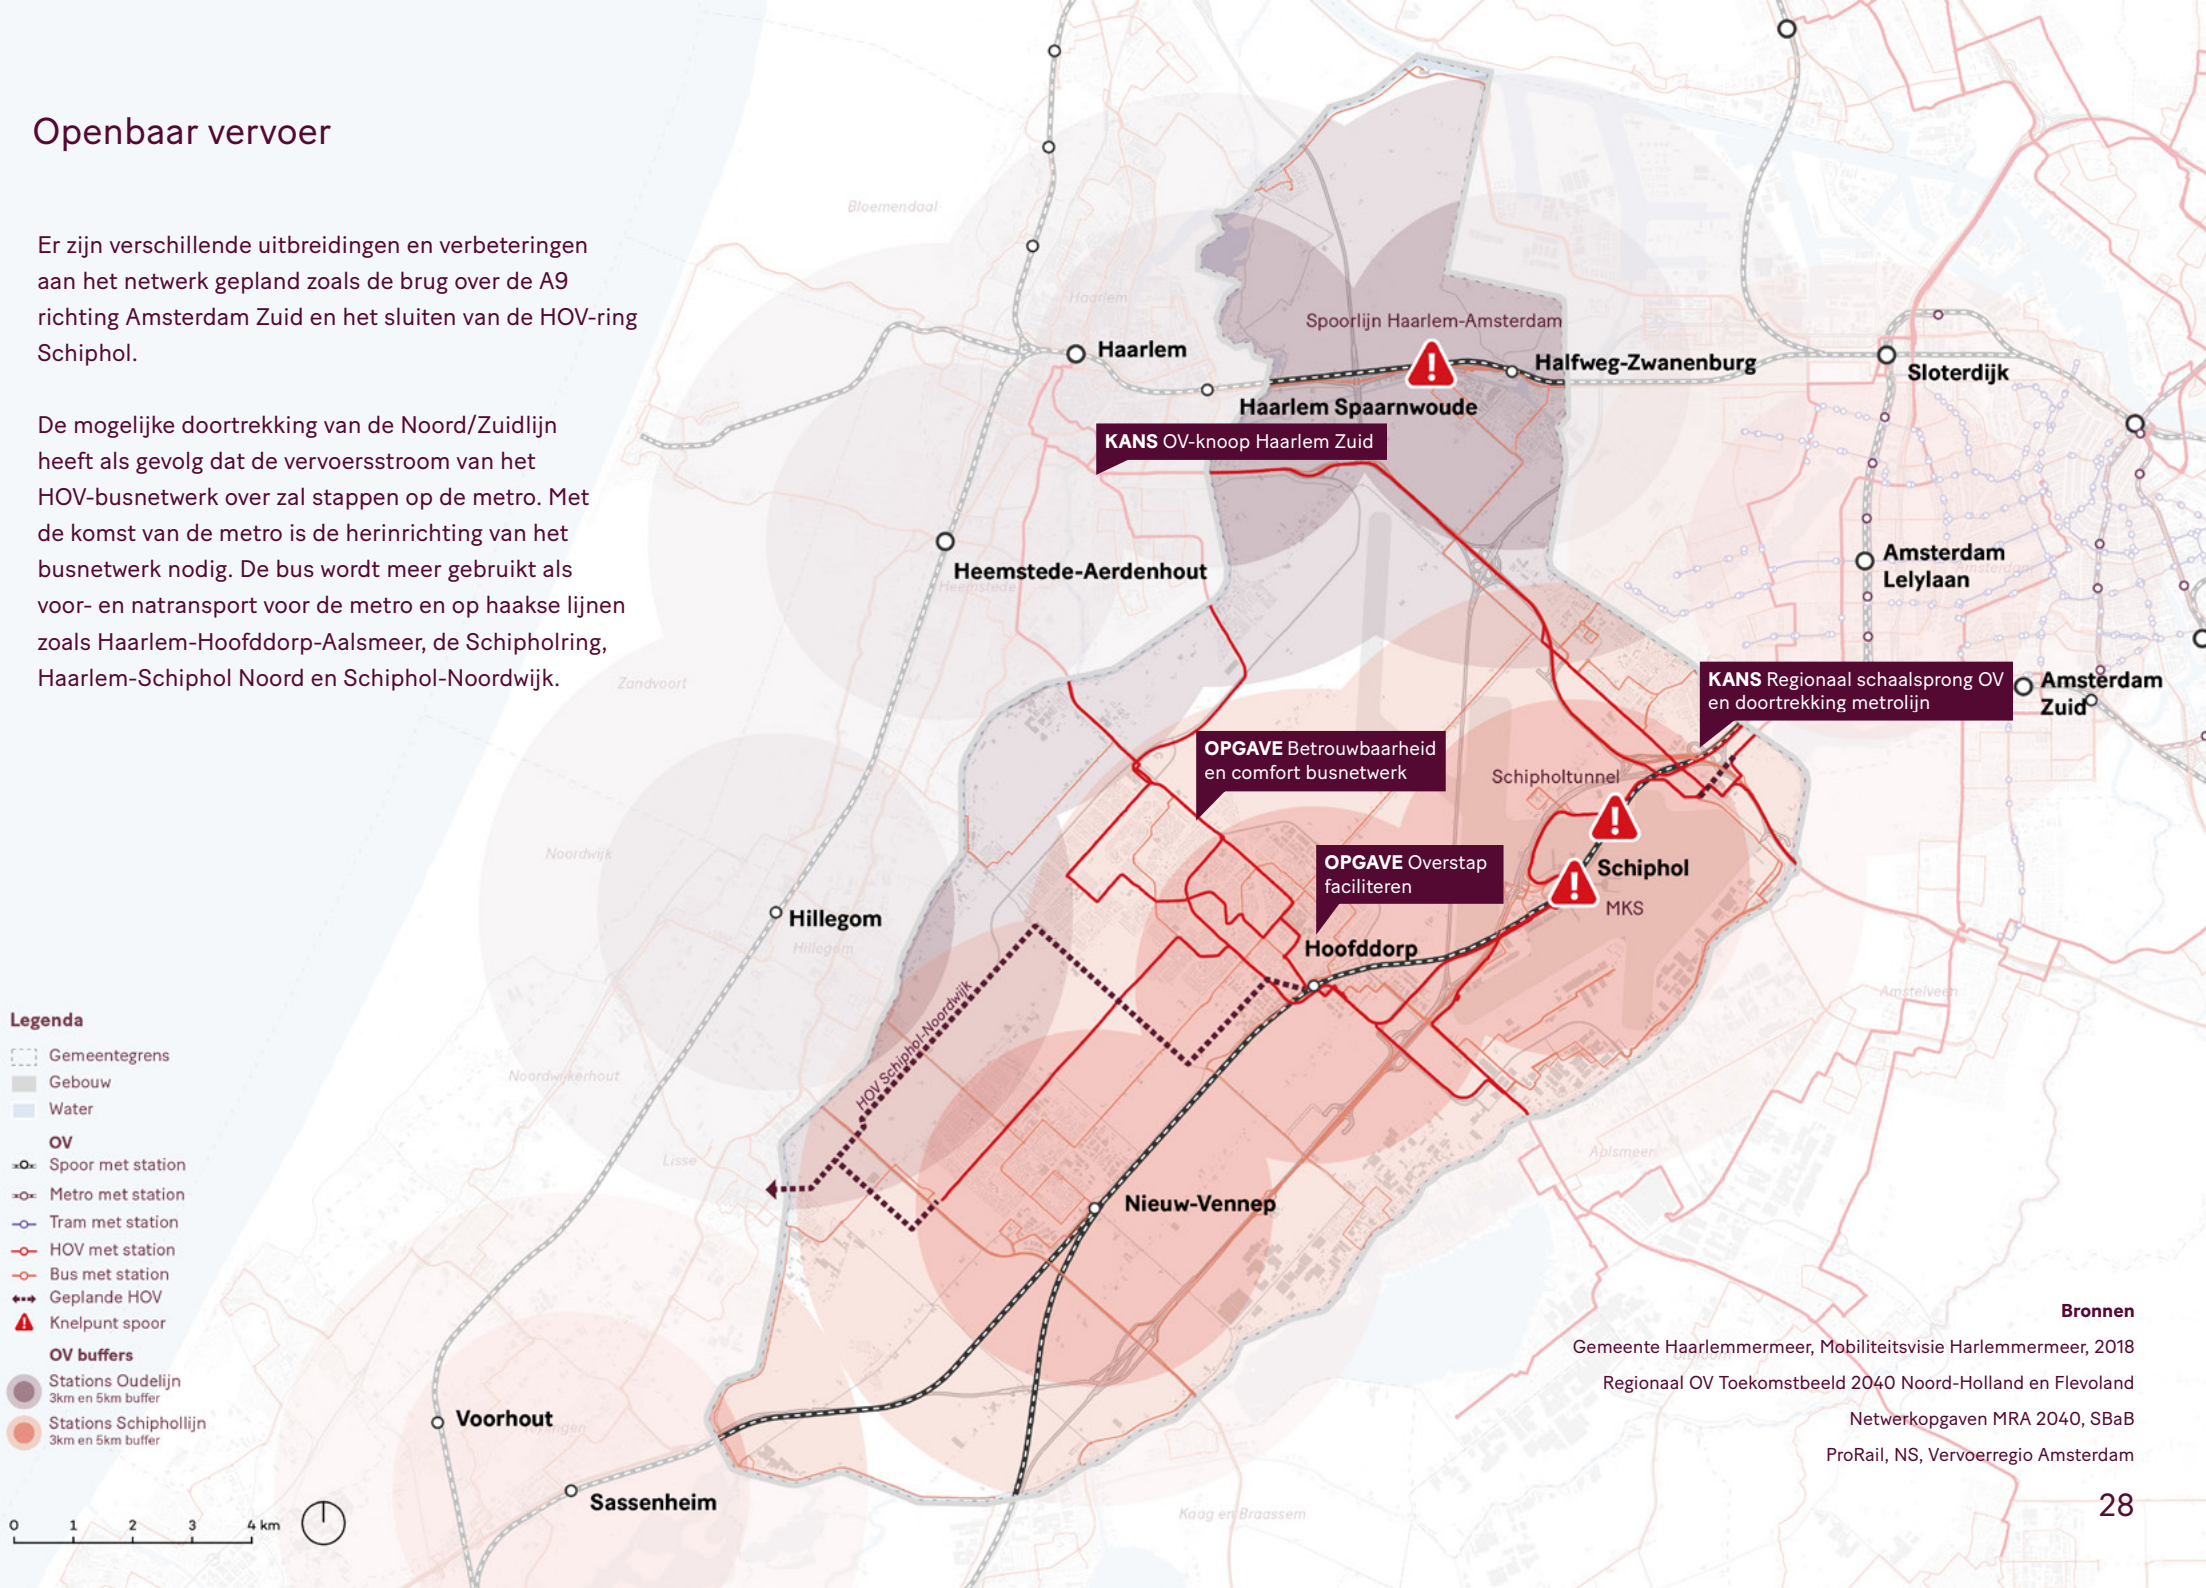 Openbaar vervoer
Er zijn verschillende uitbreidingen en verbeteringen
aan het netwerk gepland zoals de brug over de A9
richting Amsterdam Zuid en het sluiten van de HOV-ring
Schiphol.
De mogelijke doortrekking van de Noord/Zuidlijn
heeft als gevolg dat de vervoersstroom van het
HOV-busnetwerk over zal stappen op de metro. Met
de komst van de metro is de herinrichting van het
busnetwerk nodig. De bus wordt meer gebruikt als
voor- en natransport voor de metro en op haakse lijnen
zoals Haarlem-Hoofddorp-Aalsmeer, de Schipholring,
Haarlem-Schiphol Noord en Schiphol-Noordwijk.
Bloemendaal
Haarlem
Spoorlijn Haarlem-Amsterdam
Haarlem
Halfweg-Zwanenburg
Sloterdijk
Haarlem Spaarnwoude
KANS OV-knoop Haarlem Zuid
Heemstede-Aerdenhout
Heemstede
Amsterdam
Lelylaan
Amsterdam
Zandvoort
KANS Regionaal schaalsprong OV
en doortrekking metrolijn
Amsterdam
Zuid
OPGAVE Betrouwbaarheid
en comfort busnetwerk
Schipholtunnel
OPGAVE Overstap
faciliteren
Schiphol
MKS
Noordwijk
Hillegom
Hillegom
Hoofddorp
HOV Schiphol-Noordwijk
Amstelveen
Noordwijkerhout
Lisse
Aalsmeer
Nieuw-Vennep
Voorhout
Teylingen
Sassenheim
Kaag en Braassem
Legenda
Gemeentegrens
Gebouw
Water
OV
Spoor met station
Metro met station
Tram met station
HOV met station
Bus met station
Geplande HOV
Knelpunt spoor
OV buffers
Stations Oudelijn
3km en 5km buffer
Stations Schiphollijn
3km en 5km buffer
0 1 2 3 4 km
Bronnen
Gemeente Haarlemmermeer, Mobiliteitsvisie Harlemmermeer, 2018
Regionaal OV Toekomstbeeld 2040 Noord-Holland en Flevoland
Netwerkopgaven MRA 2040, SBaB
ProRail, NS, Vervoerregio Amsterdam
28